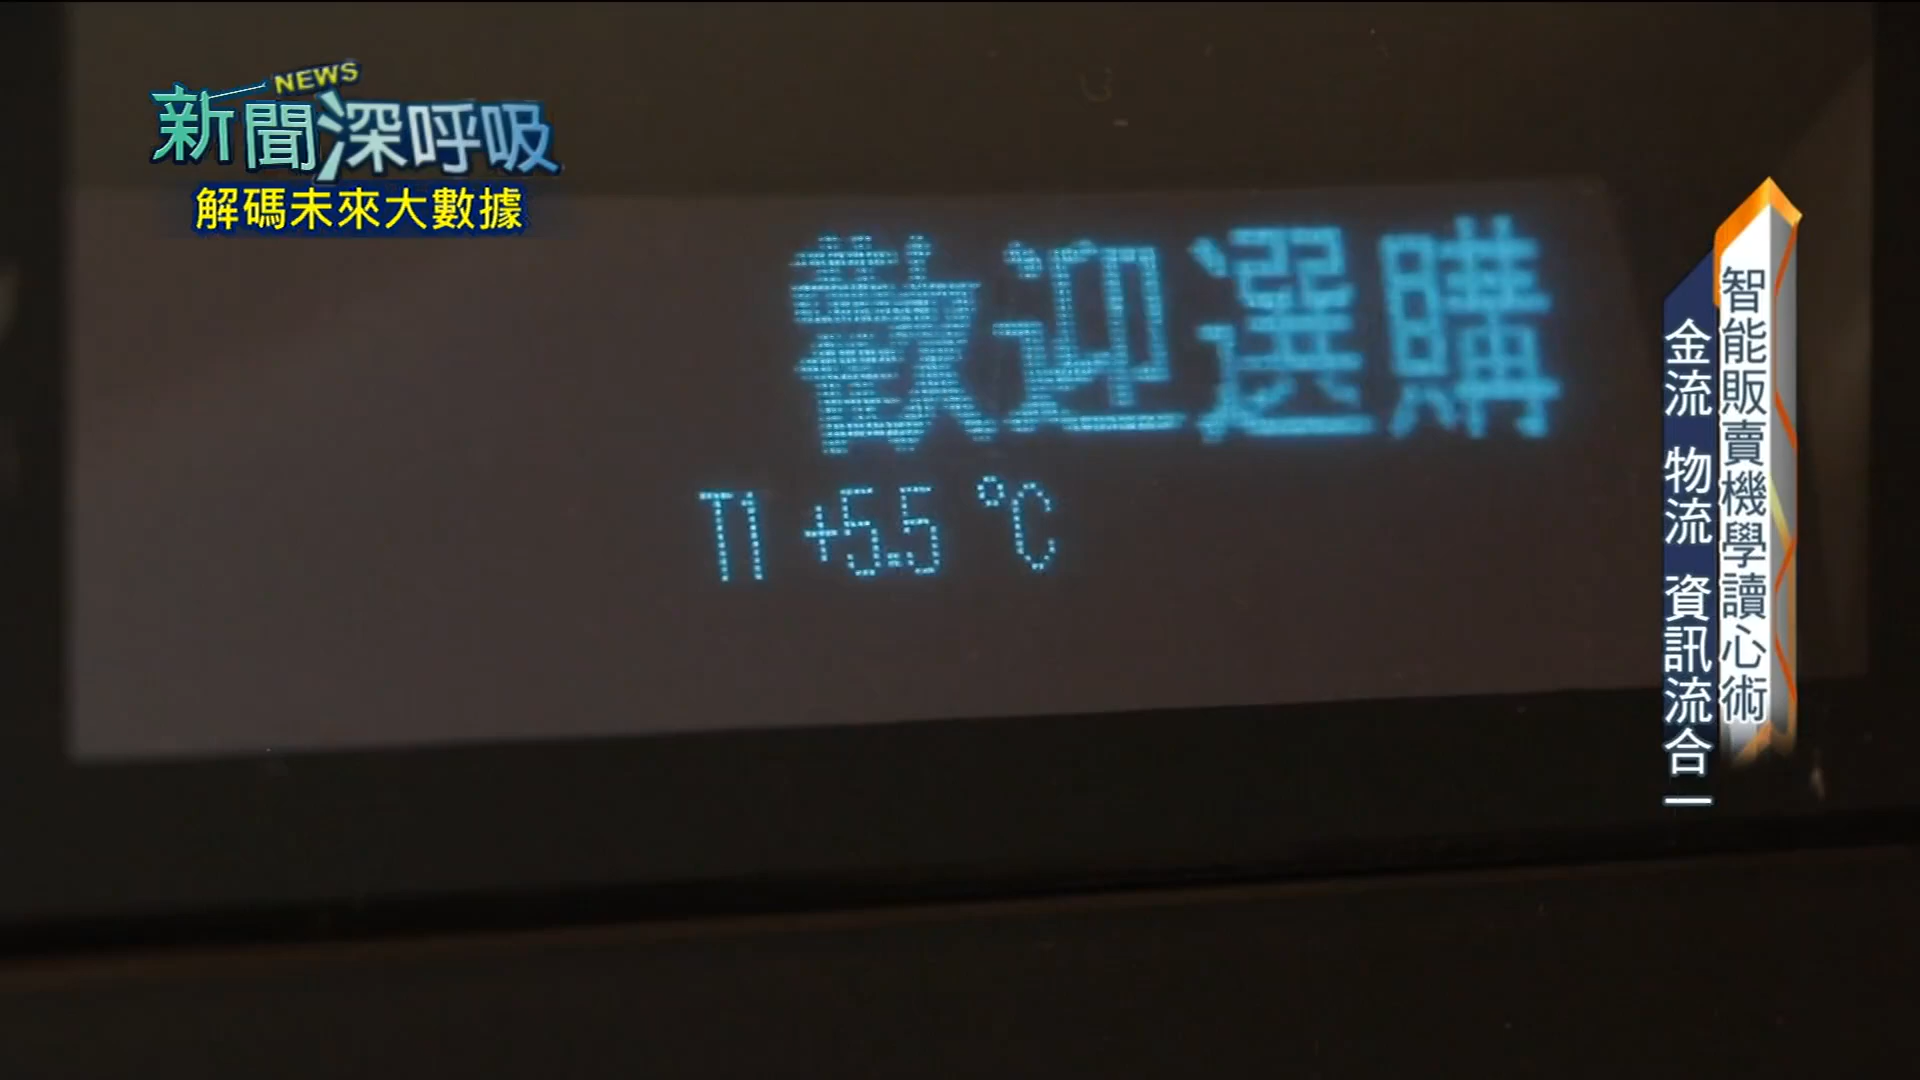 NEWS
新聞深呼吸
解碼未來大數據
歡迎選購
T1 +5.5 °C
智能販賣機學讀心術
金流 物流 資訊流合一